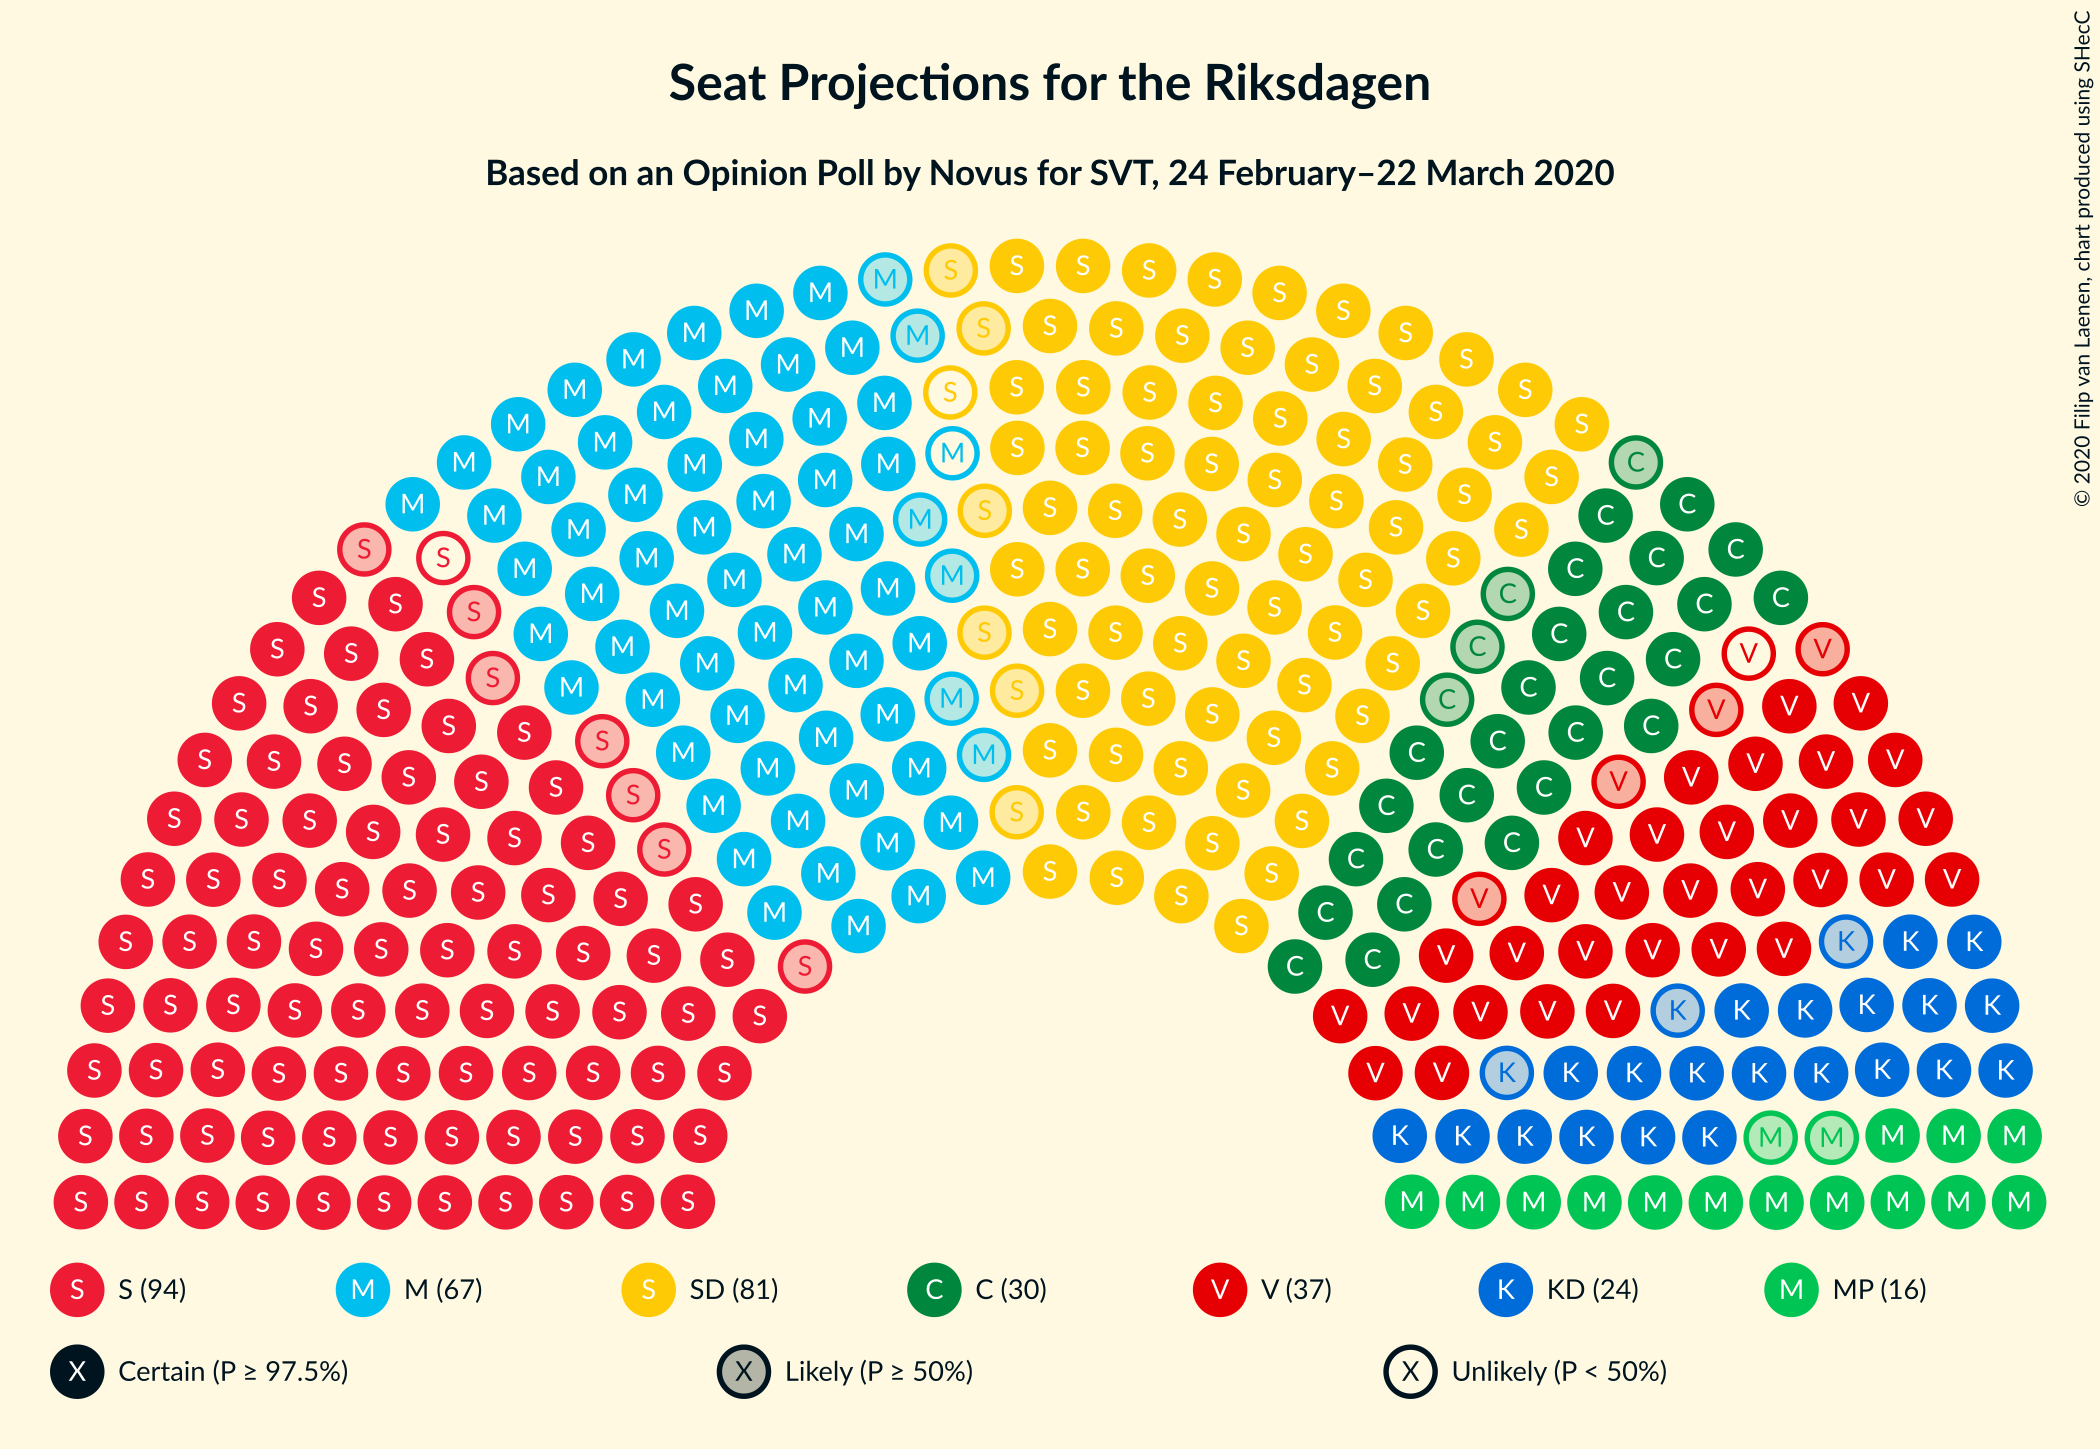 Seat Projections for the Riksdagen
Based on an Opinion Poll by Novus for SVT, 24 February–22 March 2020
© 2020 Filip van Laenen, chart produced using SHecC
S S (94) M M (67) S SD (81) C C (30) V V (37) K KD (24) M MP (16)
X Certain (P ≥ 97.5%) X Likely (P ≥ 50%) X Unlikely (P < 50%)